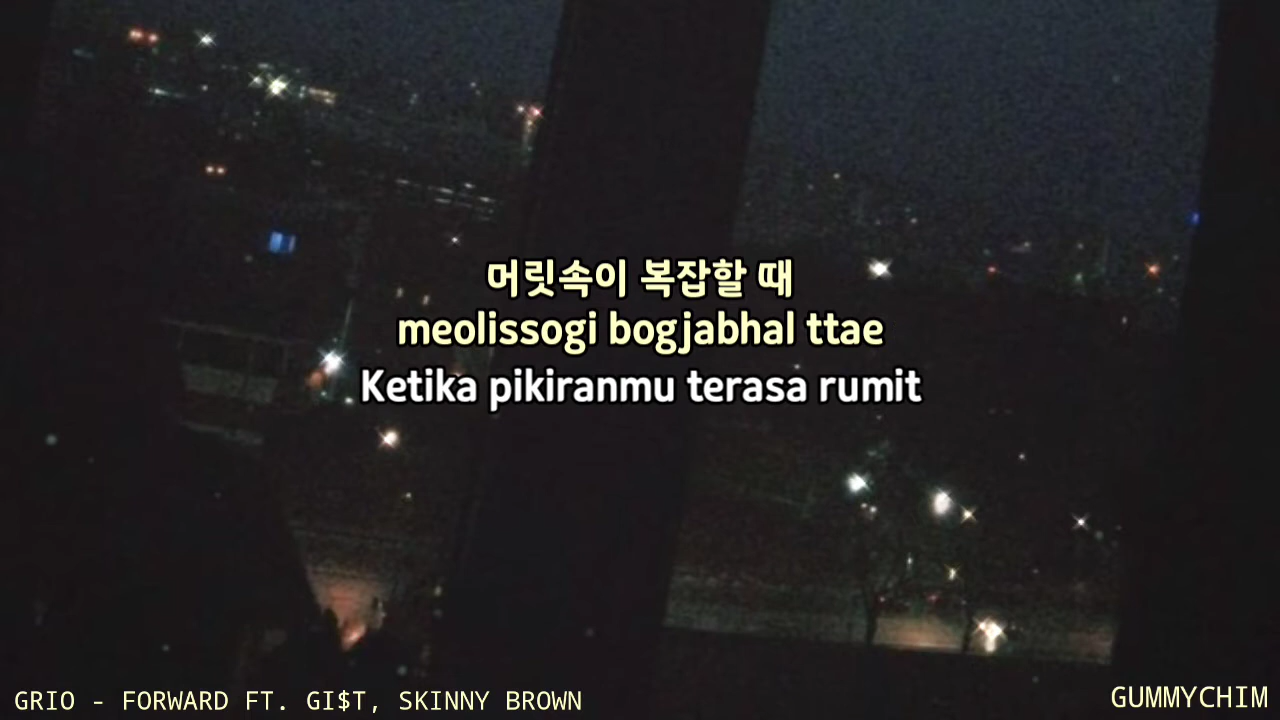 머릿속이 복잡할 때
meolissogi bogjabhal ttae
Ketika pikiranmu terasa rumit
GRIO - FORWARD FT. GI$T, SKINNY BROWN
GUMMYCHIM